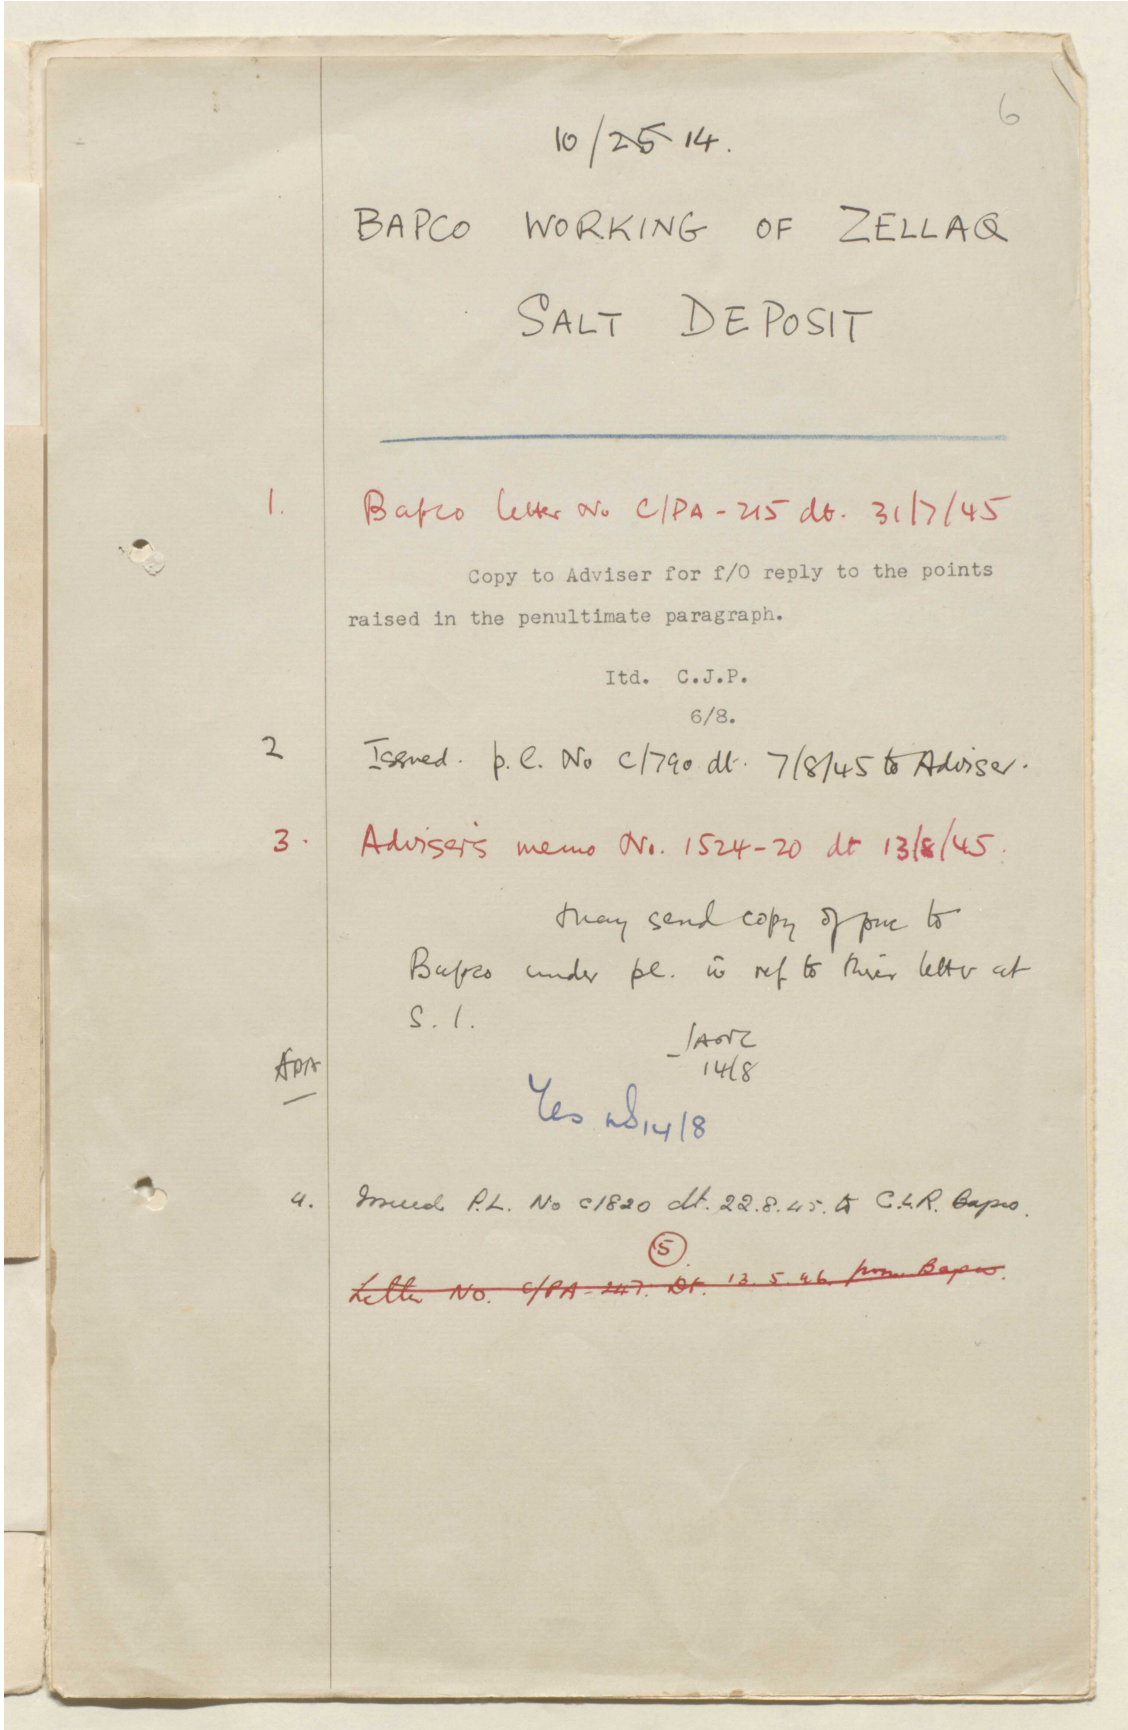 6
10/25 14.
BAPCO WORKING OF ZELLAQ
SALT DEPOSIT
1. Bapco letter No C/PA-215 dt. 31/7/45
Copy to Adviser for f/O reply to the points
raised in the penultimate paragraph.
Itd. C.J.P.
6/8.
2 Issued. p.l. No C/790 dt. 7/8/45 to Adviser.
3. Adviser's memo No. 1524-20 dt 13/8/45.
may send copy of puc to
Bapco under pl. in ref to their letter at
S. 1.
14/8
APA
Yes 14/8
4. Issued P.L. No C/820 dt. 22.8.45. to C.L.R. Bapco.
5
Letter No. C/PA-247. Dt. 13.5.46 from Bapco.